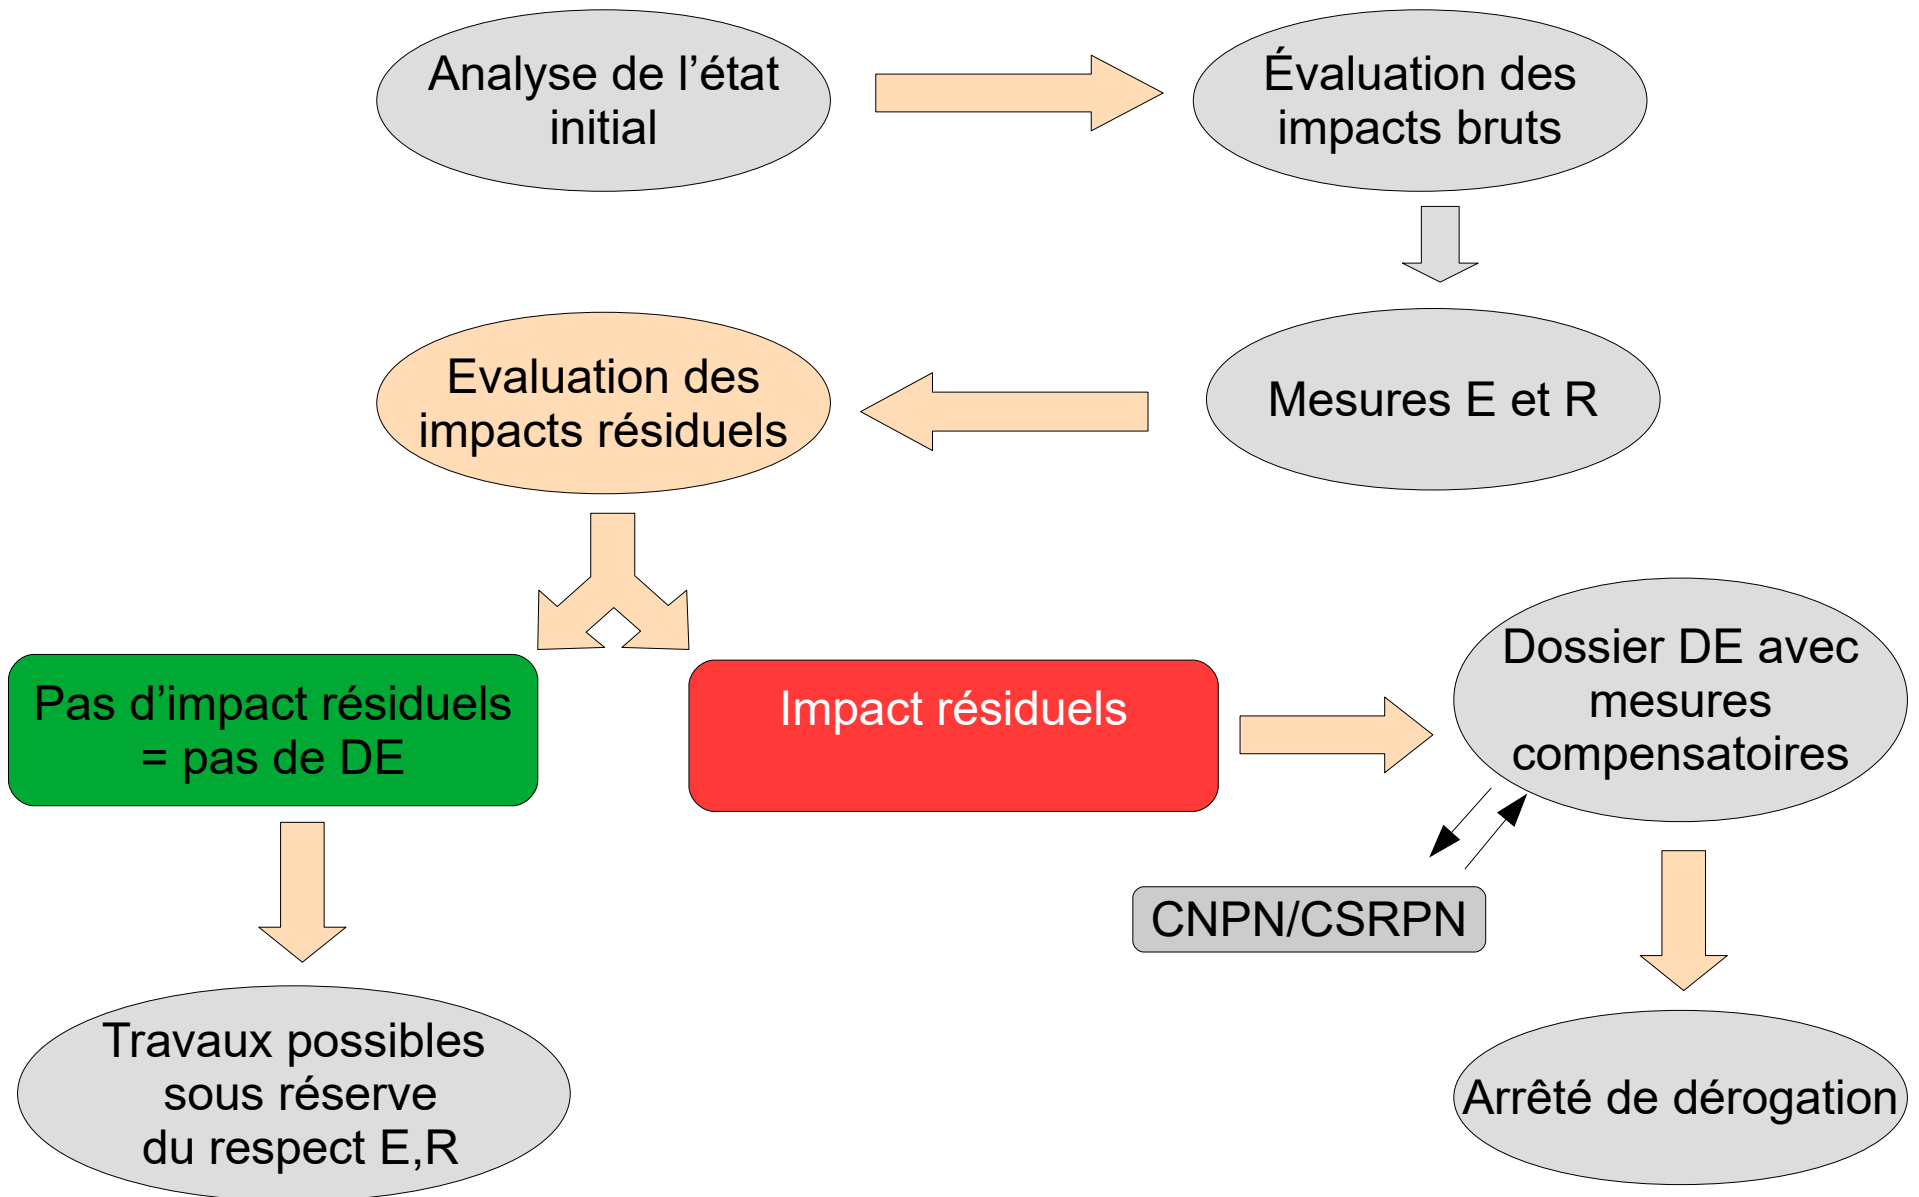 Analyse de l’état
initial
Évaluation des
impacts bruts
Evaluation des
impacts résiduels
Mesures E et R
Pas d’impact résiduels
= pas de DE
Impact résiduels
Dossier DE avec
mesures
compensatoires
CNPN/CSRPN
Travaux possibles
sous réserve
du respect E,R
Arrêté de dérogation